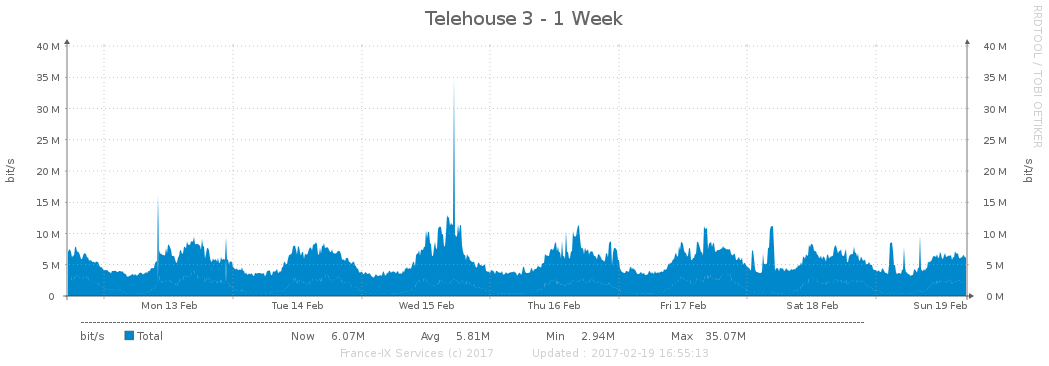 Telehouse 3 - 1 Week
RRDTOOL / TOBI OETIKER
40 M 40 M
35 M 35 M
30 M 30 M
25 M 25 M
20 M 20 M
15 M 15 M
10 M 10 M
5 M 5 M
0 0 M
bit/s bit/s
Mon 13 Feb Tue 14 Feb Wed 15 Feb Thu 16 Feb Fri 17 Feb Sat 18 Feb Sun 19 Feb
bit/s Total Now 6.07M Avg 5.81M Min 2.94M Max 35.07M
France-IX Services (c) 2017 Updated : 2017-02-19 16:55:13